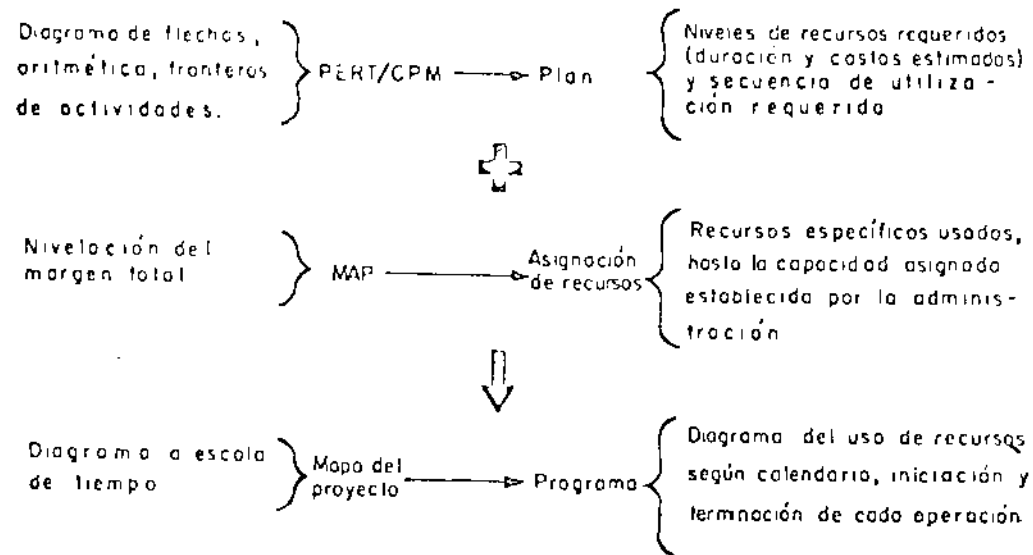 Diagrama de flechas,
aritmética, fronteras
de actividades.
PERT/CPM
Plan
Niveles de recursos requeridos
(duración y costos estimados)
y secuencia de utiliza -
ción requerida
Nivelación del
margen total
MAP
Asignación
de recursos
Recursos específicos usados,
hasta la capacidad asignada
establecida por la adminis -
tración
Diagrama a escala
de tiempo
Mapa del
proyecto
Programa
Diagrama del uso de recursos
según calendario, iniciación y
terminación de cada operación